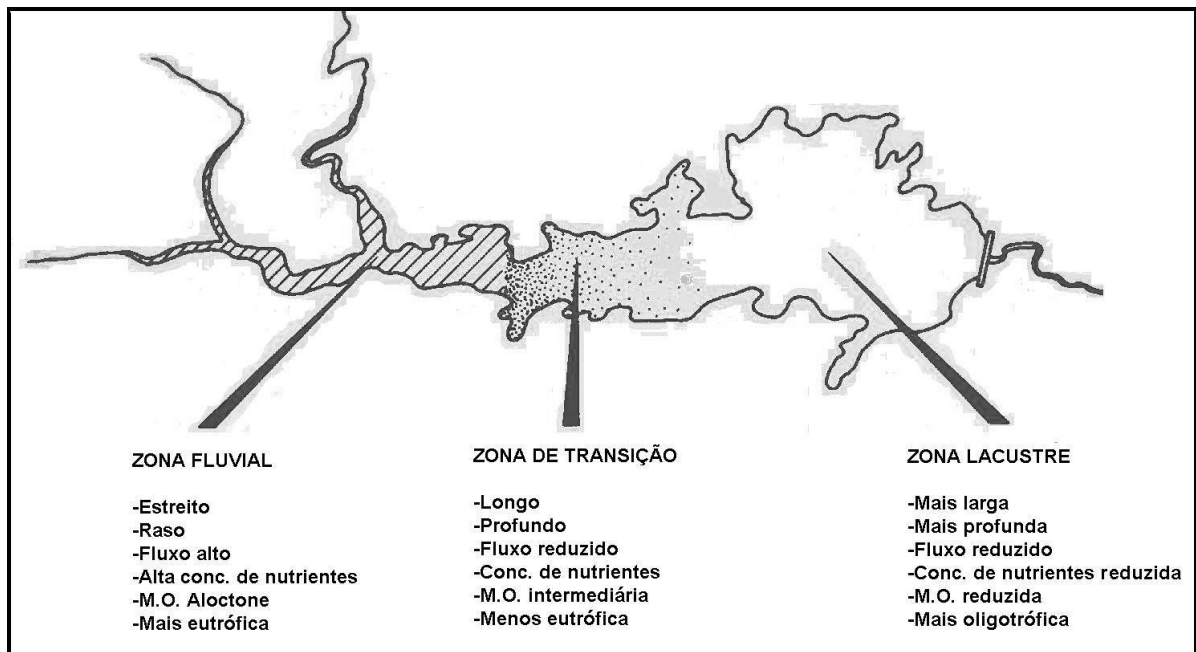 ZONA FLUVIAL
-Estreito
-Raso
-Fluxo alto
-Alta conc. de nutrientes
-M.O. Aloctone
-Mais eutrófica
ZONA DE TRANSIÇÃO
-Longo
-Profundo
-Fluxo reduzido
-Conc. de nutrientes
-M.O. intermediária
-Menos eutrófica
ZONA LACUSTRE
-Mais larga
-Mais profunda
-Fluxo reduzido
-Conc. de nutrientes reduzida
-M.O. reduzida
-Mais oligotrófica